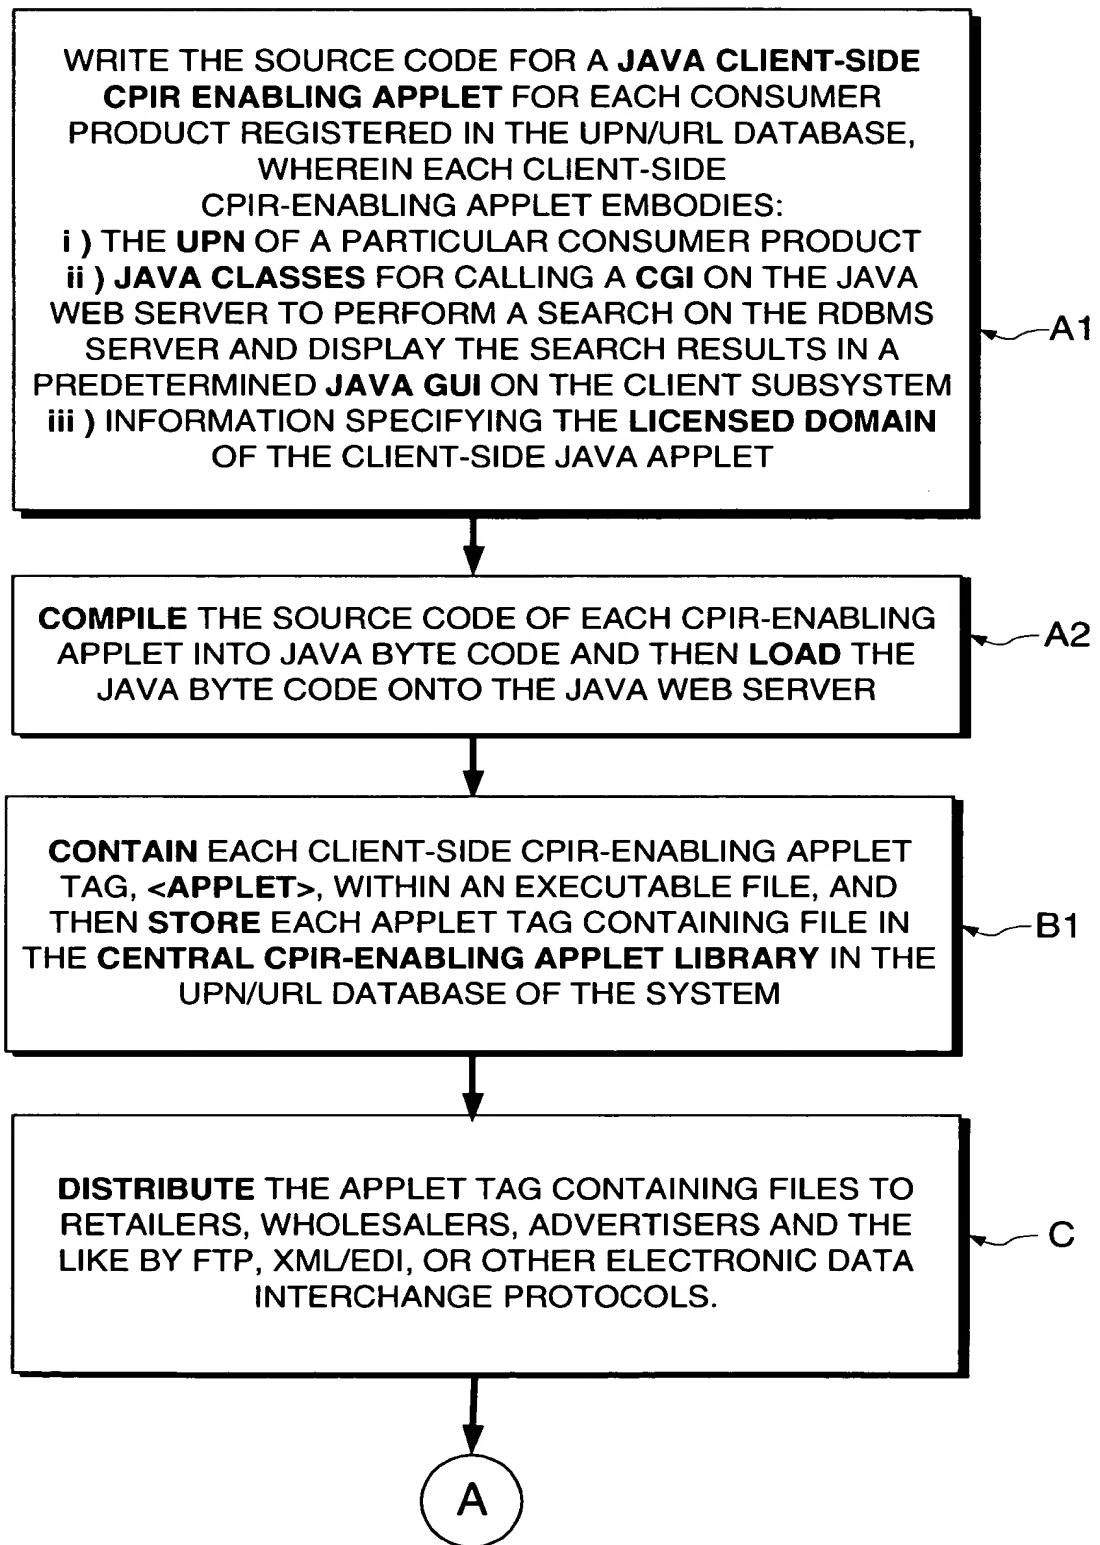 WRITE THE SOURCE CODE FOR A JAVA CLIENT-SIDE
CPIR ENABLING APPLET FOR EACH CONSUMER
PRODUCT REGISTERED IN THE UPN/URL DATABASE,
WHEREIN EACH CLIENT-SIDE
CPIR-ENABLING APPLET EMBODIES:
i ) THE UPN OF A PARTICULAR CONSUMER PRODUCT
ii ) JAVA CLASSES FOR CALLING A CGI ON THE JAVA
WEB SERVER TO PERFORM A SEARCH ON THE RDBMS
SERVER AND DISPLAY THE SEARCH RESULTS IN A
PREDETERMINED JAVA GUI ON THE CLIENT SUBSYSTEM
iii ) INFORMATION SPECIFYING THE LICENSED DOMAIN
OF THE CLIENT-SIDE JAVA APPLET
A1
COMPILE THE SOURCE CODE OF EACH CPIR-ENABLING
APPLET INTO JAVA BYTE CODE AND THEN LOAD THE
JAVA BYTE CODE ONTO THE JAVA WEB SERVER
A2
CONTAIN EACH CLIENT-SIDE CPIR-ENABLING APPLET
TAG, <APPLET>, WITHIN AN EXECUTABLE FILE, AND
THEN STORE EACH APPLET TAG CONTAINING FILE IN
THE CENTRAL CPIR-ENABLING APPLET LIBRARY IN THE
UPN/URL DATABASE OF THE SYSTEM
B1
DISTRIBUTE THE APPLET TAG CONTAINING FILES TO
RETAILERS, WHOLESALERS, ADVERTISERS AND THE
LIKE BY FTP, XML/EDI, OR OTHER ELECTRONIC DATA
INTERCHANGE PROTOCOLS.
C
A